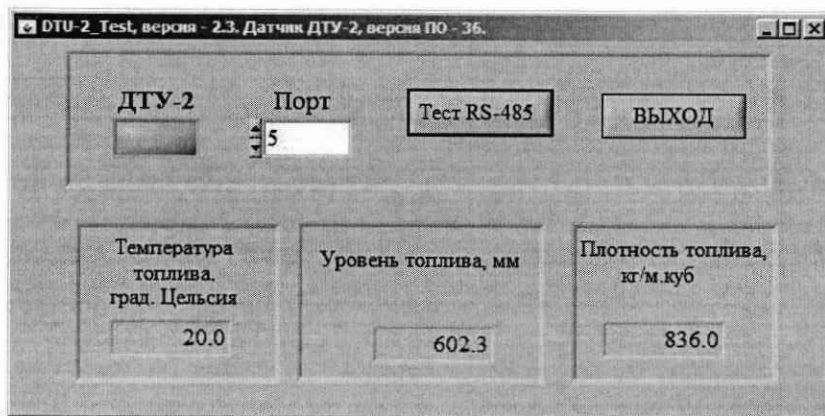 DTU-2_Test, версия - 2.3. Датчик ДТУ-2, версия ПО - 36.
ДТУ-2
Порт
5
Тест RS-485
ВЫХОД
Температура
топлива,
град. Цельсия
20.0
Уровень топлива, мм
602.3
Плотность топлива,
кг/м.куб
836.0